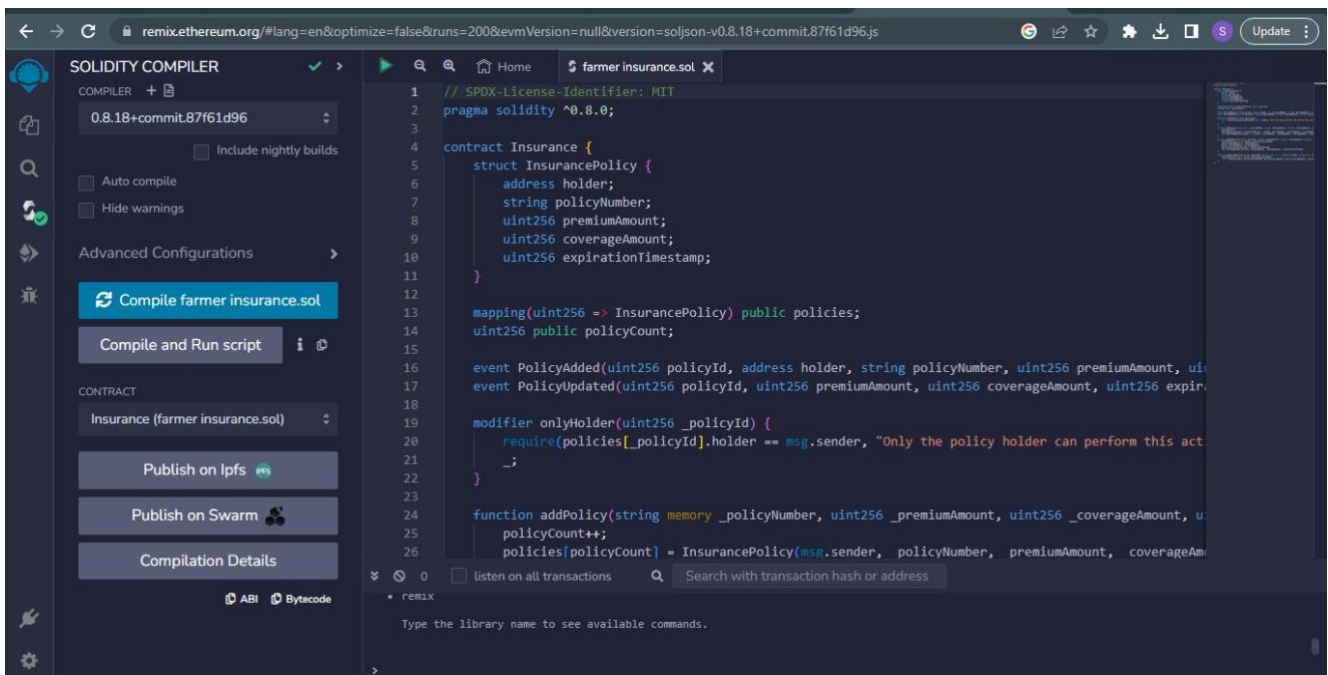 remix.ethereum.org/#lang=en&optimize=false&runs=200&evmVersion=null&version=soljson-v0.8.18+commit.87f61d96.js
S
Update
SOLIDITY COMPILER
COMPILER
0.8.18+commit.87f61d96
Include nightly builds
Auto compile
Hide warnings
Advanced Configurations
Compile farmer insurance.sol
Compile and Run script
i
CONTRACT
Insurance (farmer insurance.sol)
Publish on Ipfs
Publish on Swarm
Compilation Details
ABI Bytecode
Home farmer insurance.sol
1 // SPDX-License-Identifier: MIT
2 pragma solidity ^0.8.0;
3
4 contract Insurance {
5 struct InsurancePolicy {
6 address holder;
7 string policyNumber;
8 uint256 premiumAmount;
9 uint256 coverageAmount;
10 uint256 expirationTimestamp;
11 }
12
13 mapping(uint256 => InsurancePolicy) public policies;
14 uint256 public policyCount;
15
16 event PolicyAdded(uint256 policyId, address holder, string policyNumber, uint256 premiumAmount, ui
17 event PolicyUpdated(uint256 policyId, uint256 premiumAmount, uint256 coverageAmount, uint256 expir
18
19 modifier onlyHolder(uint256 _policyId) {
20 require(policies[_policyId].holder == msg.sender, "Only the policy holder can perform this act
21 _;
22 }
23
24 function addPolicy(string memory _policyNumber, uint256 _premiumAmount, uint256 _coverageAmount, u
25 policyCount++;
26 policies[policyCount] = InsurancePolicy(msg.sender, policyNumber, premiumAmount, coverageAm
0 listen on all transactions Search with transaction hash or address
• remix
Type the library name to see available commands.
>